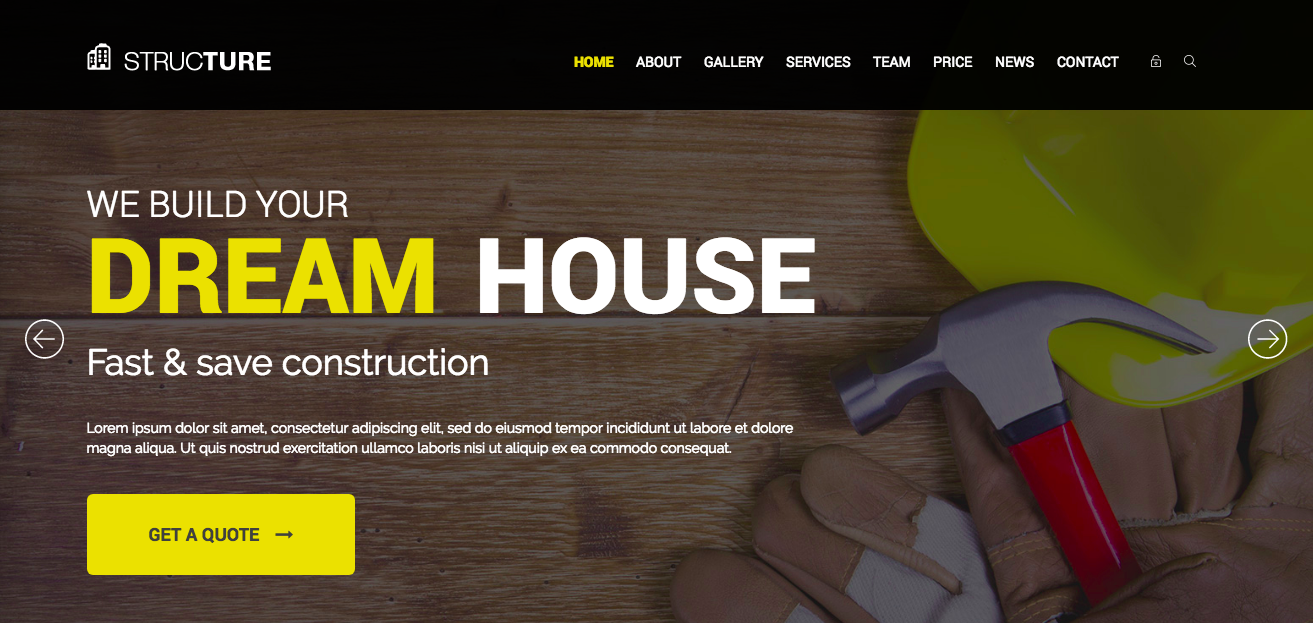 STRUCTURE
HOME ABOUT GALLERY SERVICES TEAM PRICE NEWS CONTACT
WE BUILD YOUR
DREAM HOUSE
Fast & save construction
Lorem ipsum dolor sit amet, consectetur adipiscing elit, sed do eiusmod tempor incididunt ut labore et dolore
magna aliqua. Ut quis nostrud exercitation ullamco laboris nisi ut aliquip ex ea commodo consequat.
GET A QUOTE →